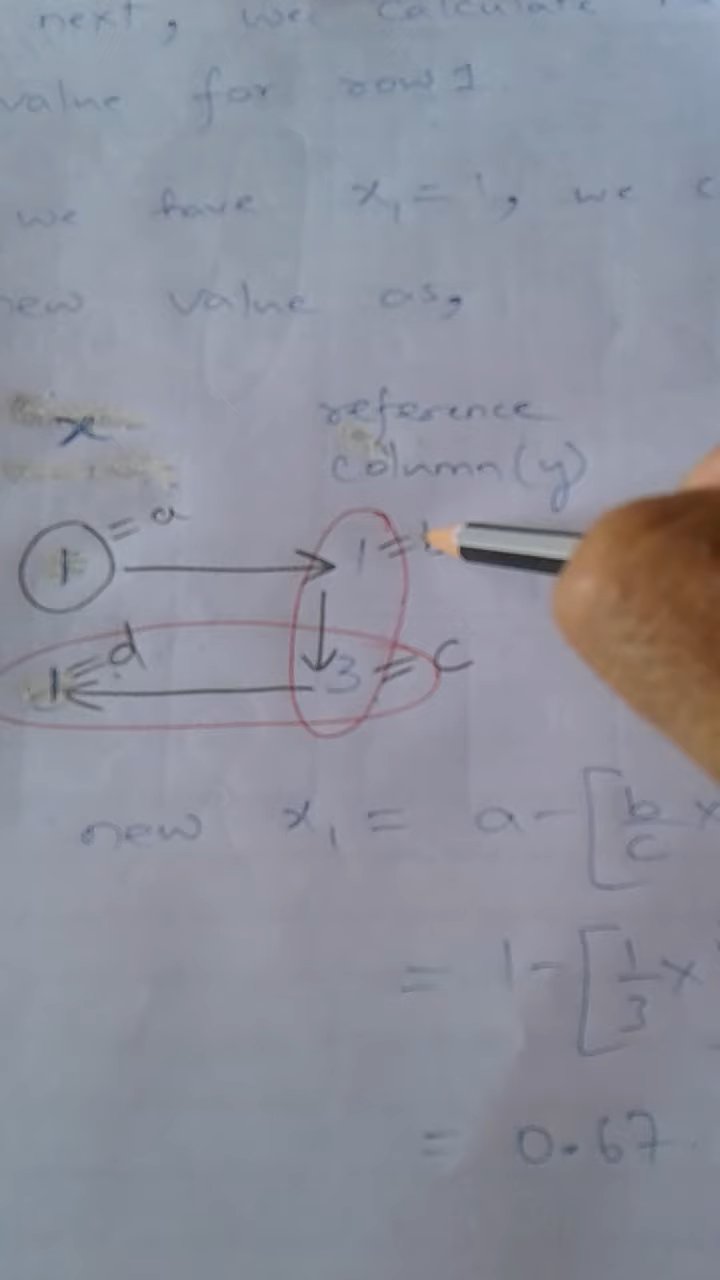 next, we calculate
value for row 1
we have x₁ = 1, we c
new value as,
x reference
column (y)
1 = a 1 =
1 = d 3 = c
new x₁ = a - [b/c x
= 1 - [1/3 x
= 0.67